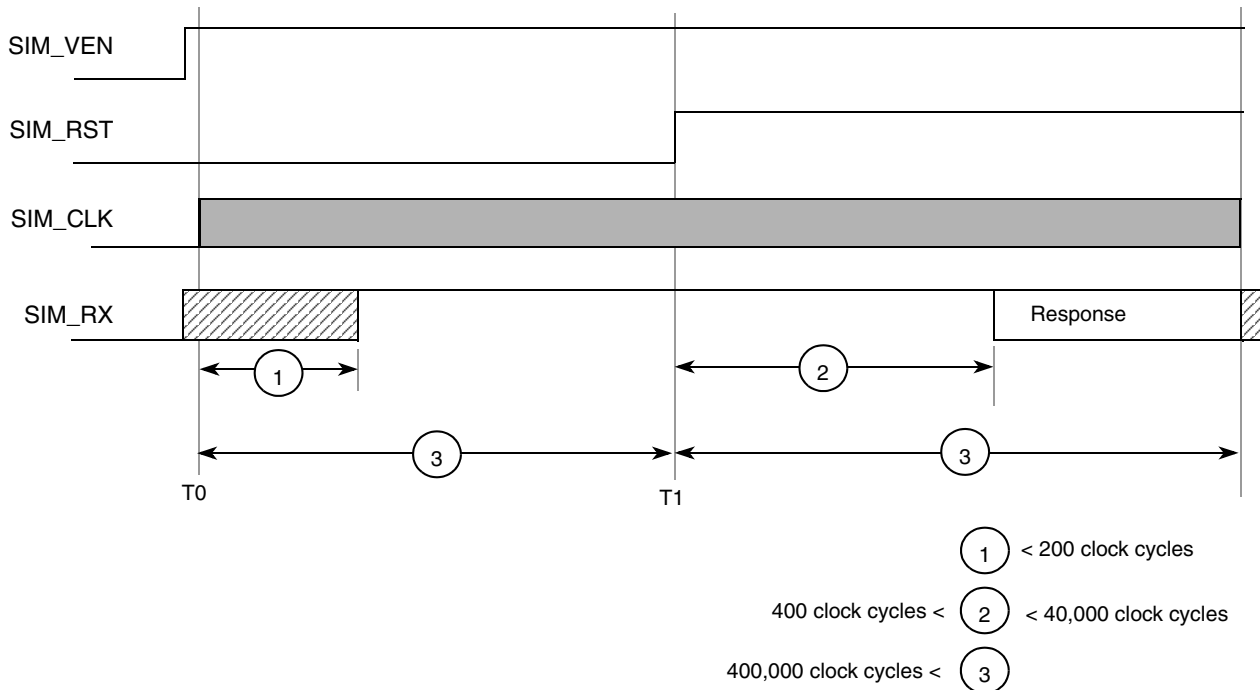 SIM_VEN
SIM_RST
SIM_CLK
SIM_RX
Response
1
2
3
3
T0
T1
1 < 200 clock cycles
400 clock cycles < 2 < 40,000 clock cycles
400,000 clock cycles < 3